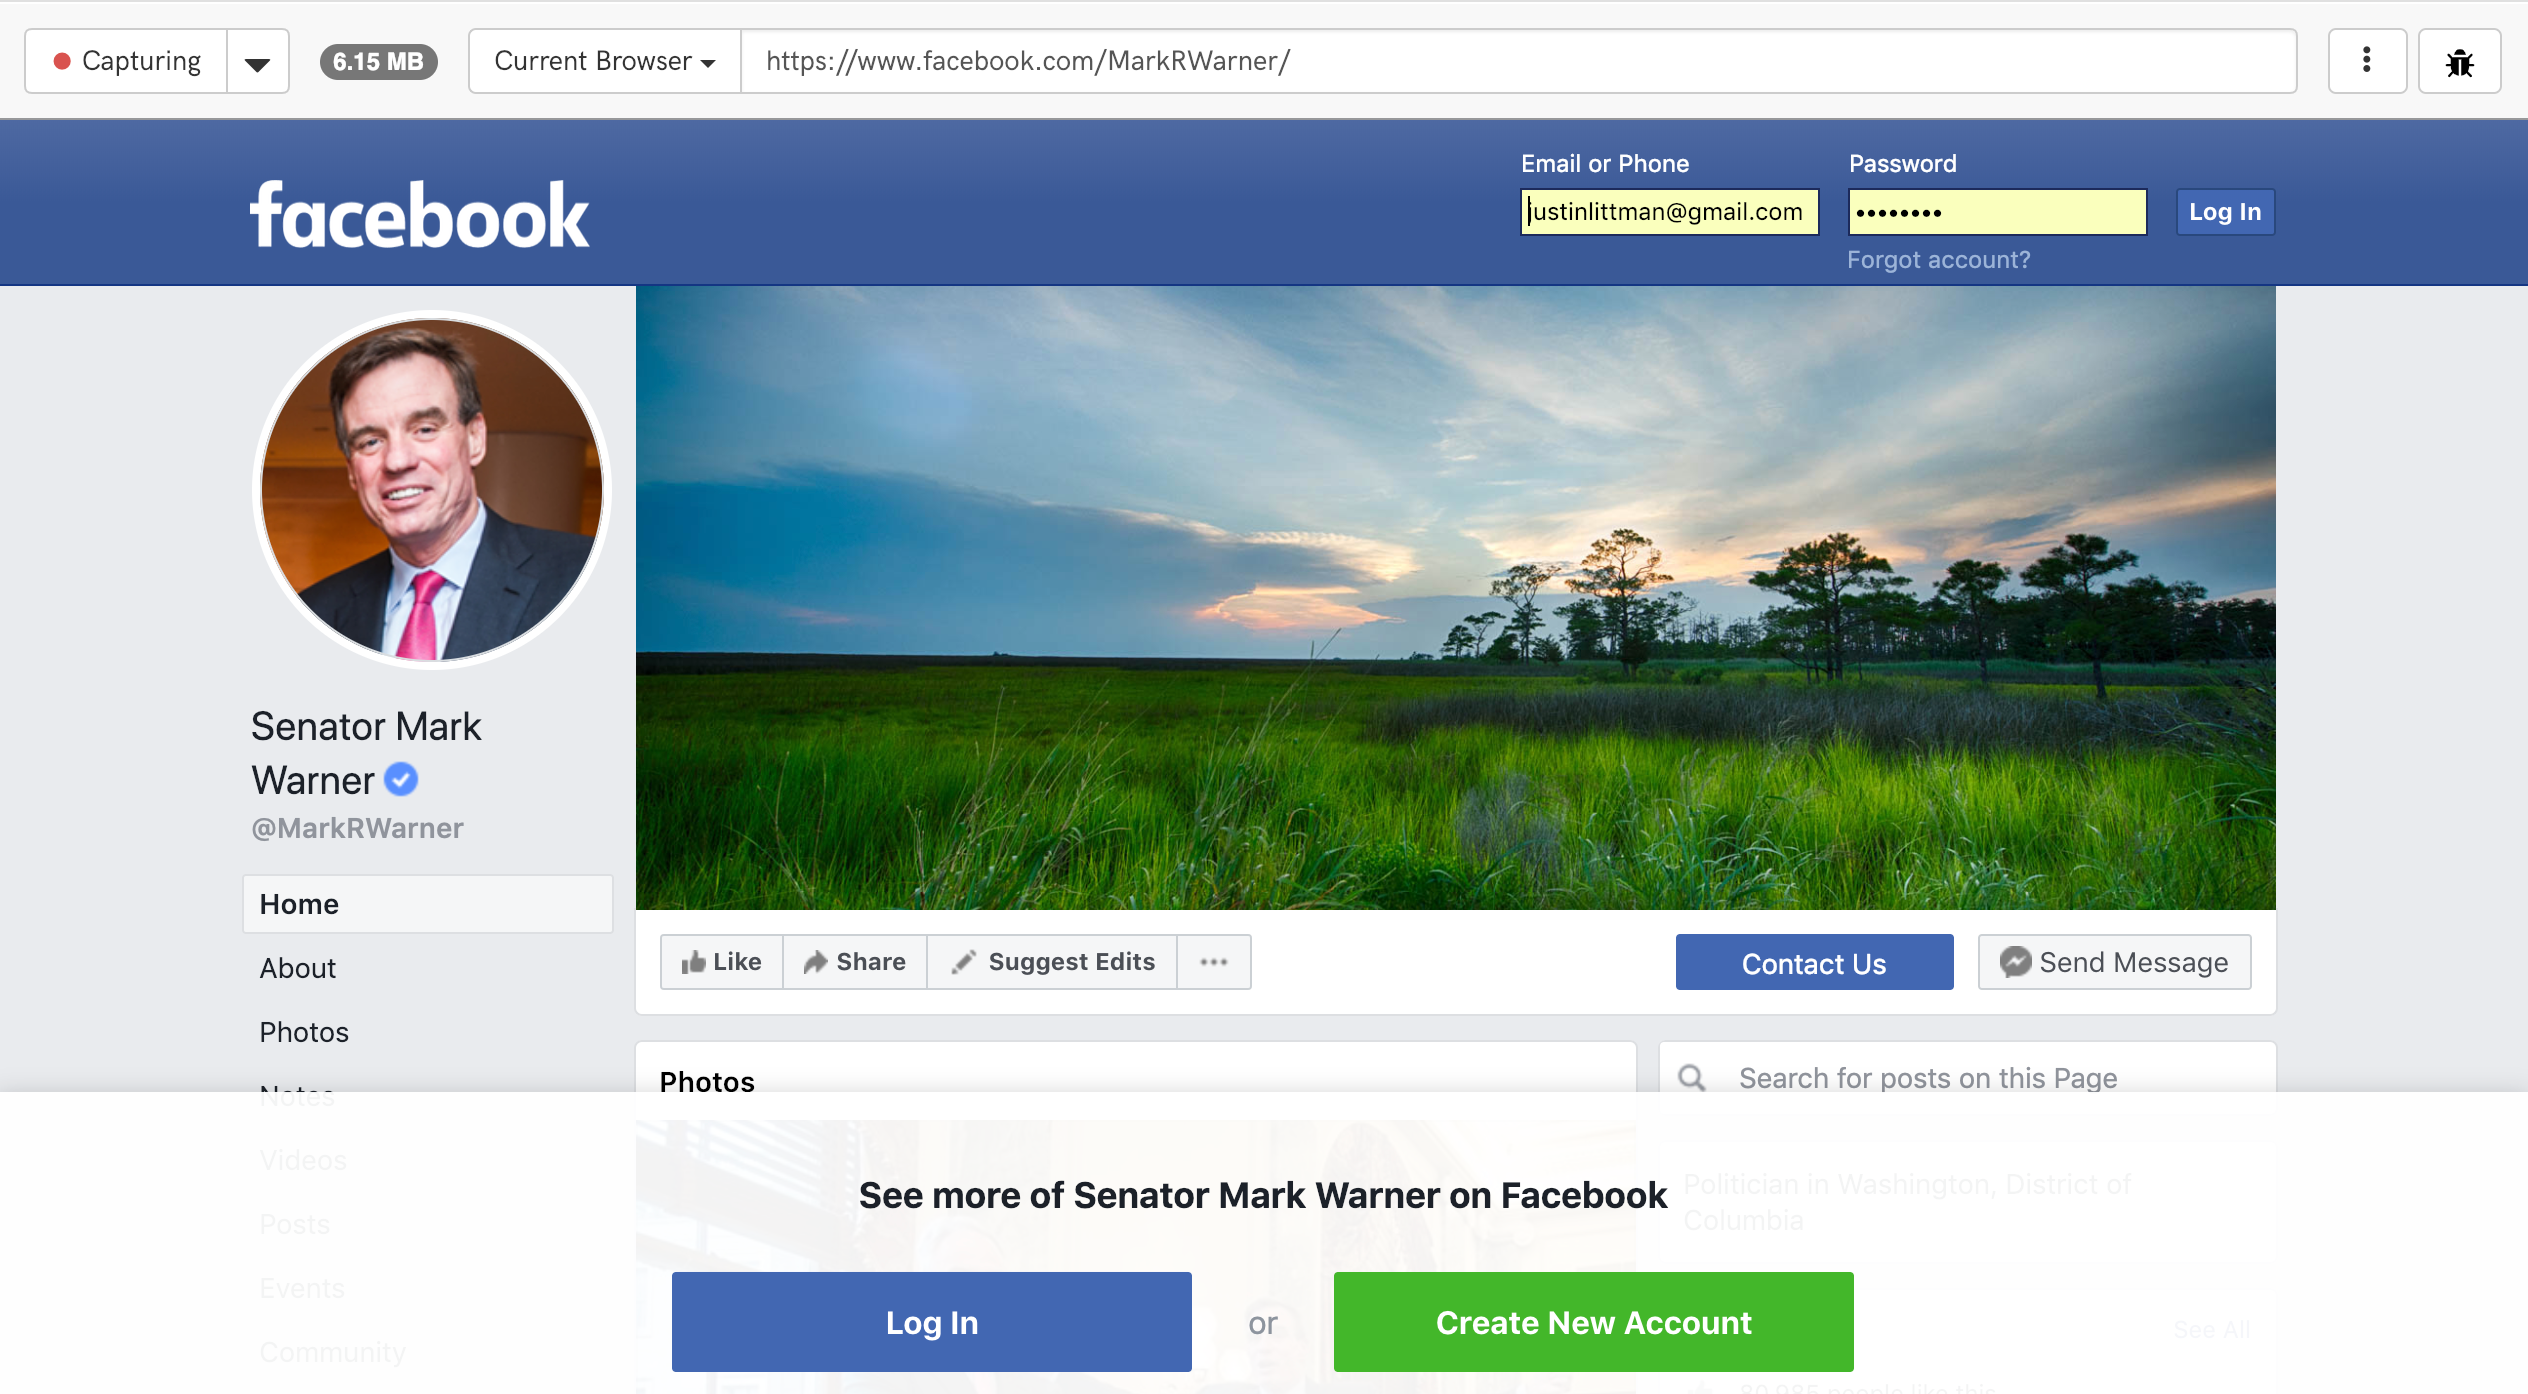 Capturing
6.15 MB
Current Browser
https://www.facebook.com/MarkRWarner/
Email or Phone
Password
facebook
justinlittman@gmail.com
••••••••
Log In
Forgot account?
Senator Mark
Warner
@MarkRWarner
Home
About
Photos
Notes
Videos
Posts
Events
Community
Like
Share
Suggest Edits
Contact Us
Send Message
Photos
Search for posts on this Page
Politician in Washington, District of
Columbia
See more of Senator Mark Warner on Facebook
Log In
or
Create New Account
See All
people like this